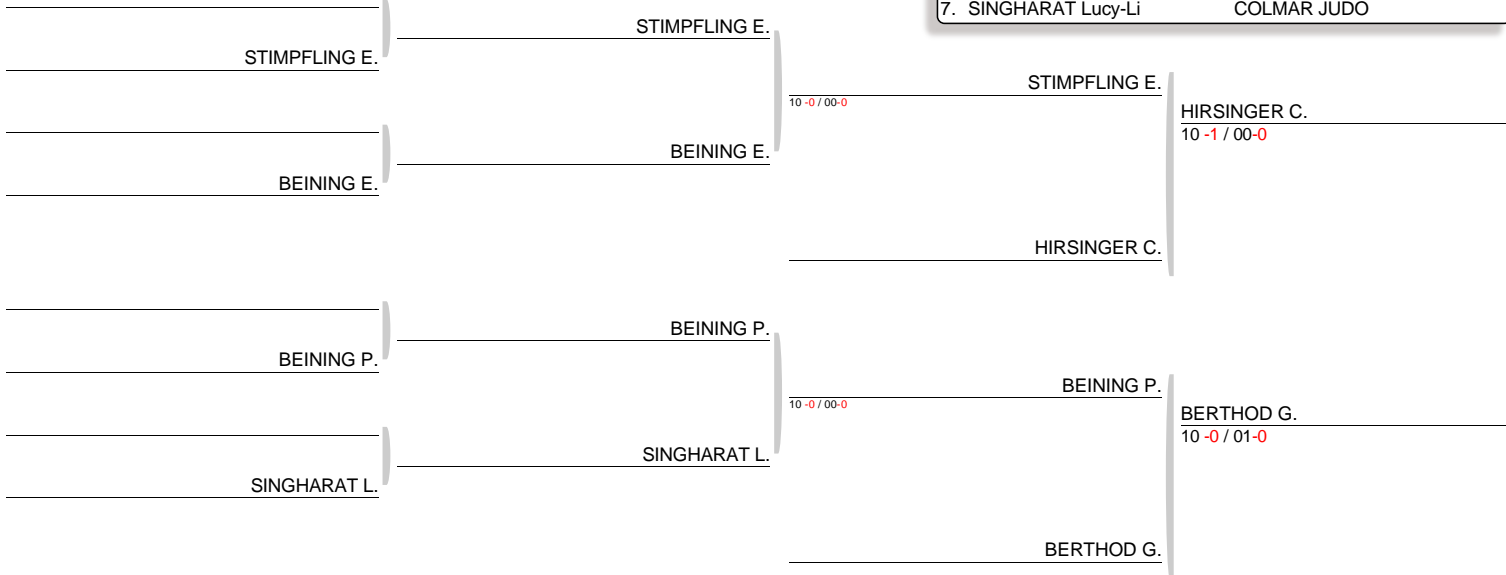 7. SINGHARAT Lucy-Li COLMAR JUDO
STIMPFLING E.
STIMPFLING E.
STIMPFLING E.
10 -0 / 00-0
HIRSINGER C.
10 -1 / 00-0
BEINING E.
BEINING E.
HIRSINGER C.
BEINING P.
BEINING P.
BEINING P.
10 -0 / 00-0
BERTHOD G.
10 -0 / 01-0
SINGHARAT L.
SINGHARAT L.
BERTHOD G.